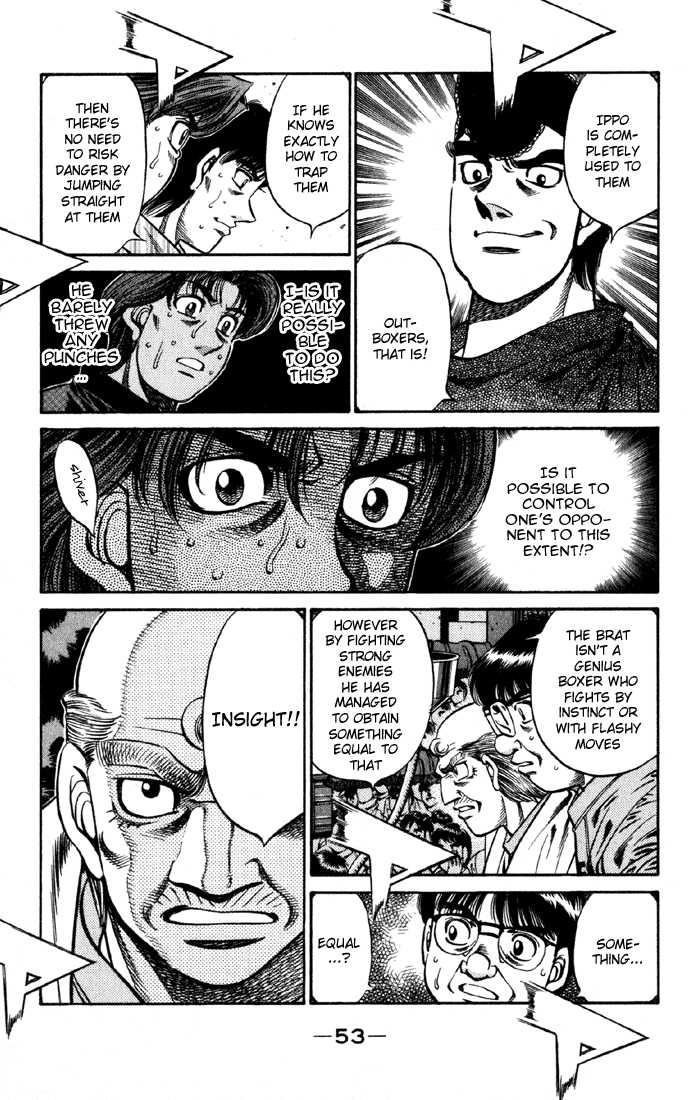 IPPO
IS COM-
PLETELY
USED TO
THEM
OUT-
BOXERS,
THAT IS!
IF HE
KNOWS
EXACTLY
HOW TO
TRAP
THEM
THEN
THERE'S
NO NEED
TO RISK
DANGER BY
JUMPING
STRAIGHT
AT THEM
I-IS IT
REALLY
POSSI-
BLE
TO DO
THIS?
HE
BARELY
THREW
ANY
PUNCHES
...
IS IT
POSSIBLE TO
CONTROL
ONE'S OPPO-
NENT TO THIS
EXTENT!?
shiver
THE BRAT
ISN'T A
GENIUS
BOXER WHO
FIGHTS BY
INSTINCT OR
WITH FLASHY
MOVES
HOWEVER
BY FIGHTING
STRONG
ENEMIES
HE HAS
MANAGED
TO OBTAIN
SOMETHING
EQUAL TO
THAT
SOME-
THING...
EQUAL
...?
INSIGHT!!
—53—